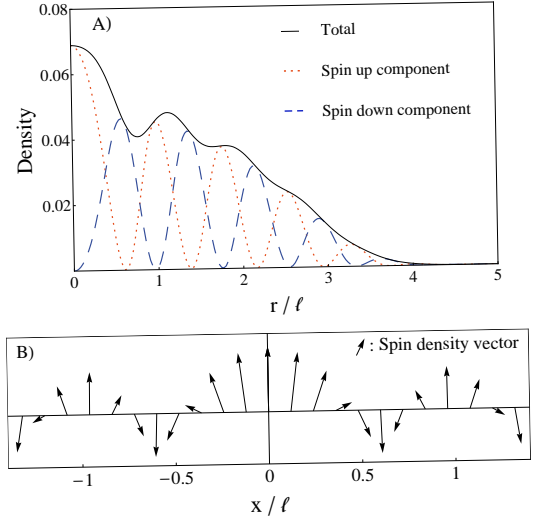 0.08
A)
Total
0.06
Spin up component
Density
0.04
Spin down component
0.02
0
1
2
3
4
5
r / ℓ
B)
: Spin density vector
−1
−0.5
0
0.5
1
x / ℓ